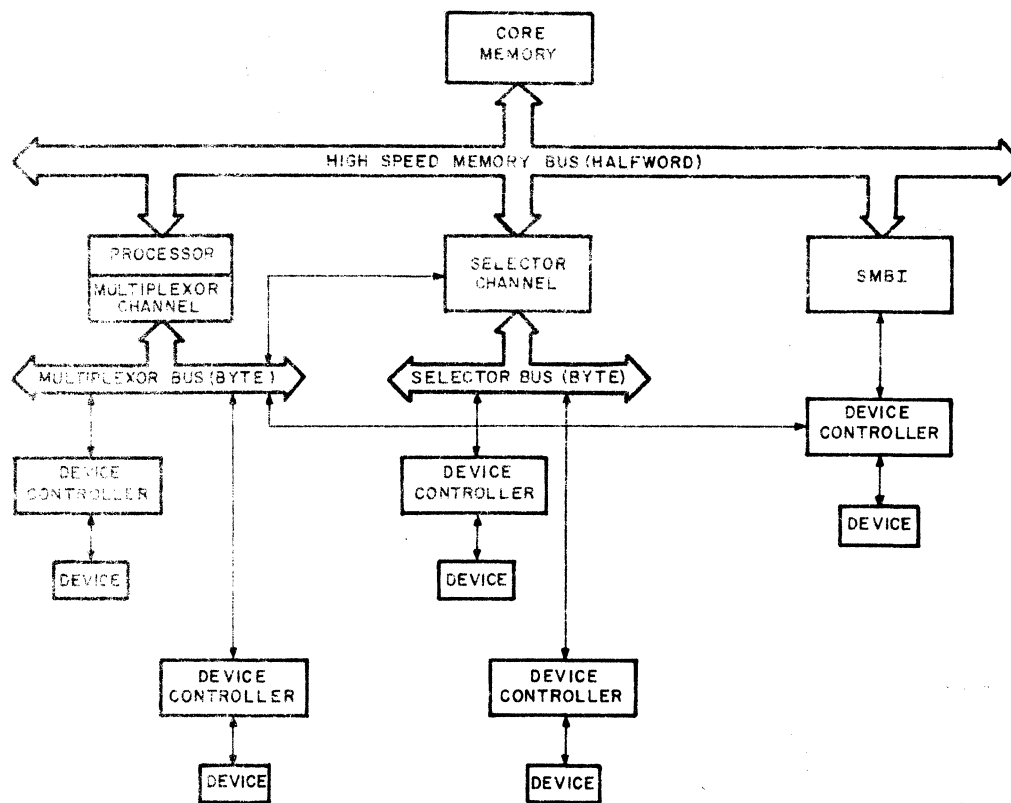 CORE
MEMORY
HIGH SPEED MEMORY BUS (HALFWORD)
PROCESSOR
MULTIPLEXOR
CHANNEL
SELECTOR
CHANNEL
SMBI
MULTIPLEXOR BUS (BYTE)
SELECTOR BUS (BYTE)
DEVICE
CONTROLLER
DEVICE
CONTROLLER
DEVICE
CONTROLLER
DEVICE
DEVICE
DEVICE
DEVICE
CONTROLLER
DEVICE
CONTROLLER
DEVICE
DEVICE